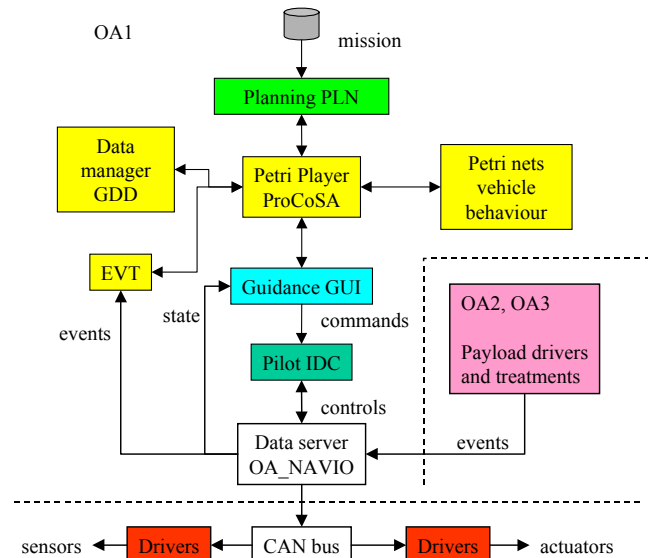 OA1
mission
Planning PLN
Data
manager
GDD
Petri Player
ProCoSA
Petri nets
vehicle
behaviour
EVT
Guidance GUI
events
state
commands
OA2, OA3
Payload drivers
and treatments
Pilot IDC
controls
Data server
OA_NAVIO
events
sensors
Drivers
CAN bus
Drivers
actuators